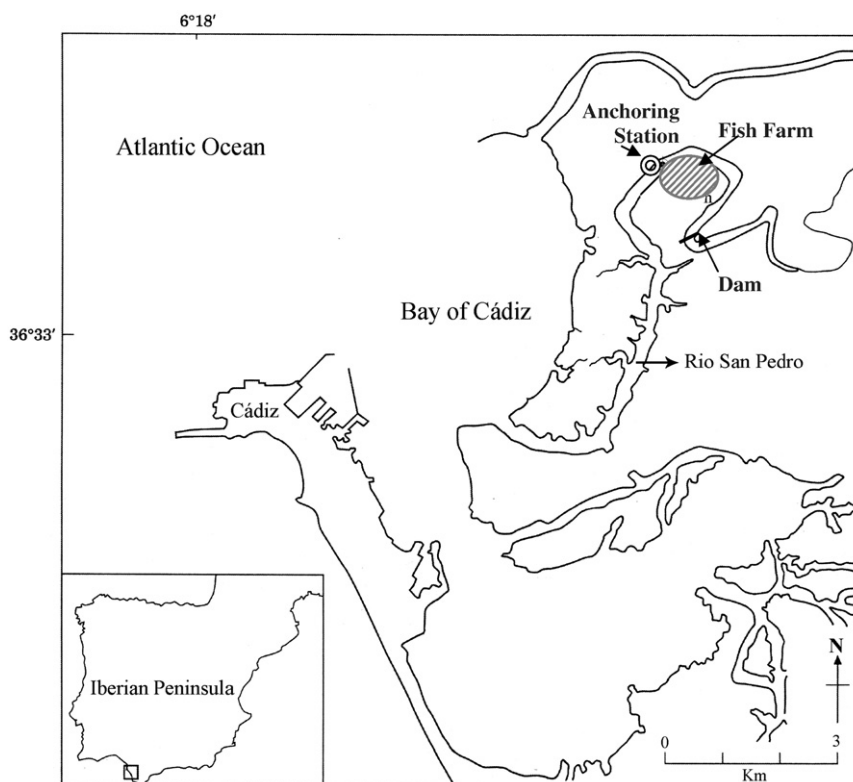 6°18'
Anchoring
Station
Fish Farm
Atlantic Ocean
n
Dam
Bay of Cádiz
36°33'
Rio San Pedro
Cádiz
Iberian Peninsula
N
0
3
Km